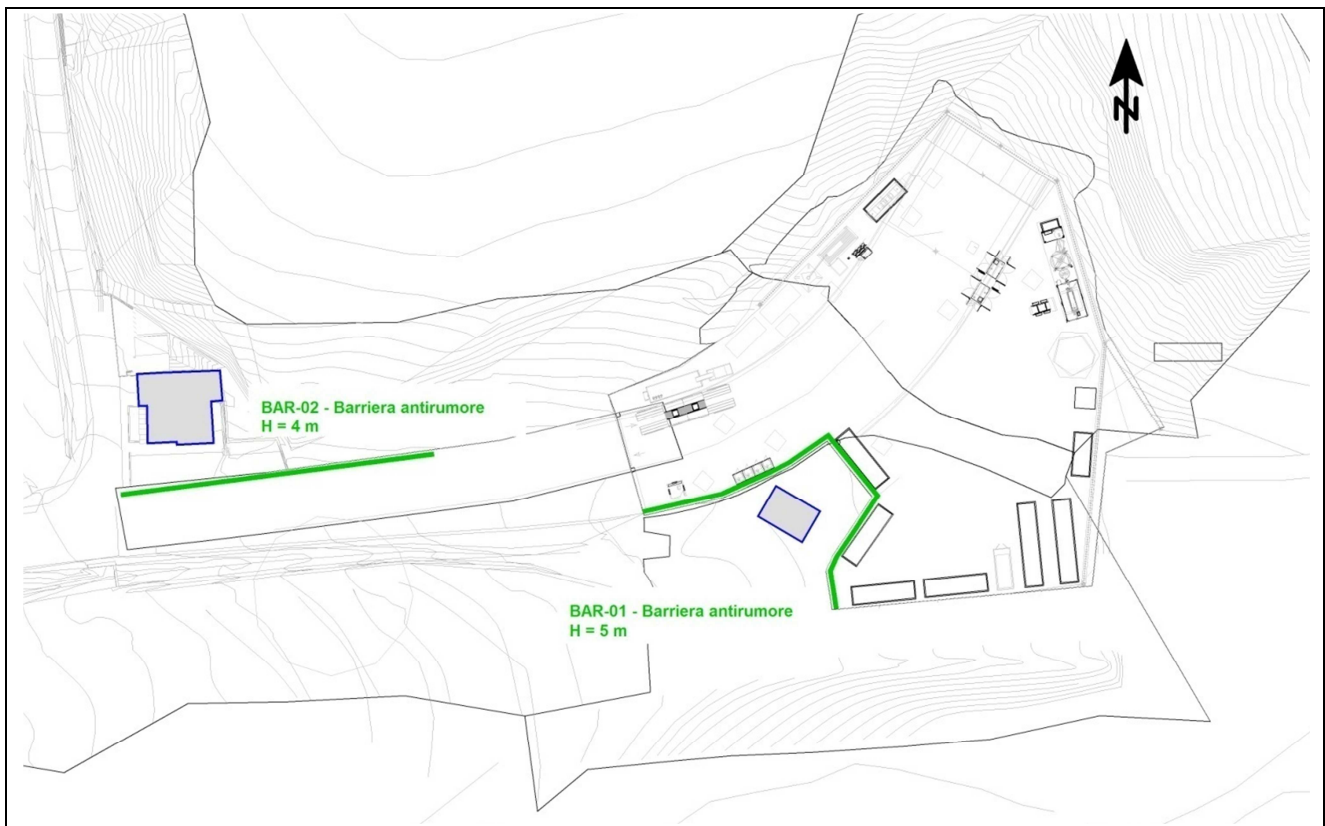 N
BAR-02 - Barriera antirumore
H = 4 m
BAR-01 - Barriera antirumore
H = 5 m